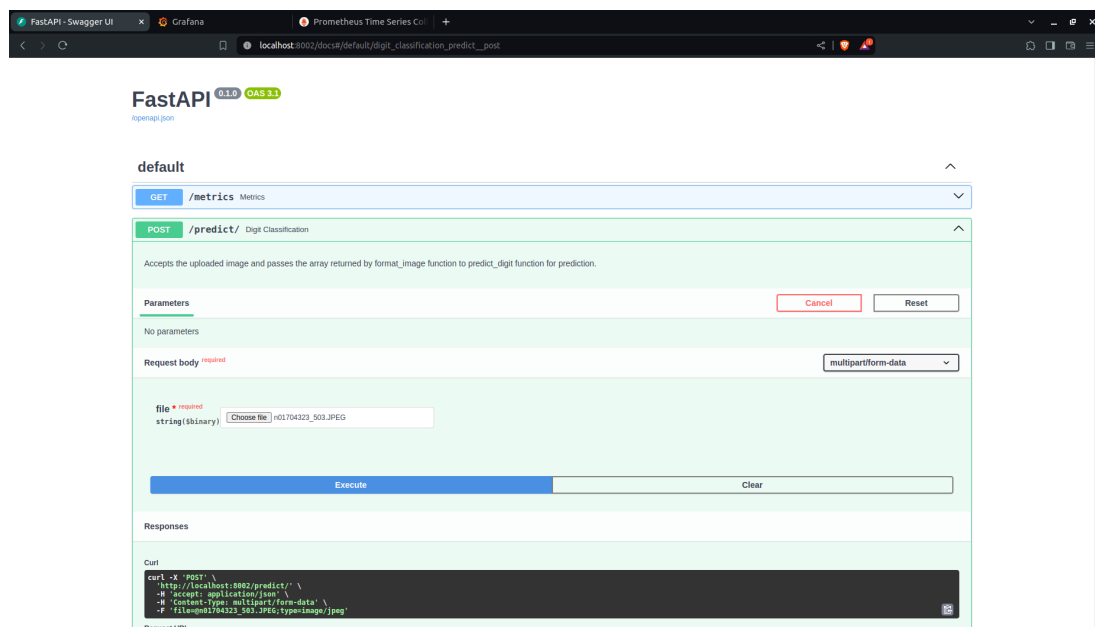 FastAPI - Swagger UI × Grafana Prometheus Time Series Col +
localhost:8002/docs#/default/digit_classification_predict__post
FastAPI 0.1.0 OAS 3.1
/openapi.json
default
GET /metrics Metrics
POST /predict/ Digit Classification
Accepts the uploaded image and passes the array returned by format_image function to predict_digit function for prediction.
Parameters Cancel Reset
No parameters
Request body required multipart/form-data
file * required
string($binary) Choose file n01704323_503.JPEG
Execute Clear
Responses
Curl
curl -X 'POST' \
'http://localhost:8002/predict/' \
-H 'accept: application/json' \
-H 'Content-Type: multipart/form-data' \
-F 'file=@n01704323_503.JPEG;type=image/jpeg'